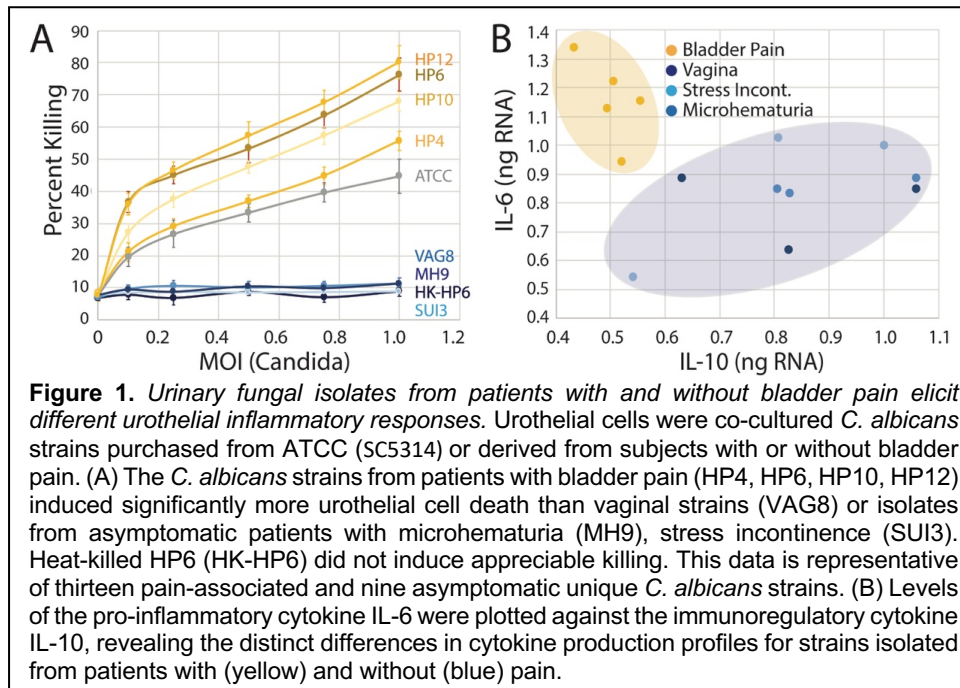 A
90
80
70
60
50
40
30
20
10
0
Percent Killing
0
0.2
0.4
0.6
0.8
1.0
1.2
MOI (Candida)
HP12
HP6
HP10
HP4
ATCC
VAG8
MH9
HK-HP6
SUI3
B
1.4
1.3
1.2
1.1
1.0
0.9
0.8
0.7
0.6
0.5
0.4
IL-6 (ng RNA)
0.4
0.5
0.6
0.7
0.8
0.9
1.0
1.1
IL-10 (ng RNA)
Bladder Pain
Vagina
Stress Incont.
Microhematuria
Figure 1. Urinary fungal isolates from patients with and without bladder pain elicit
different urothelial inflammatory responses. Urothelial cells were co-cultured C. albicans
strains purchased from ATCC (SC5314) or derived from subjects with or without bladder
pain. (A) The C. albicans strains from patients with bladder pain (HP4, HP6, HP10, HP12)
induced significantly more urothelial cell death than vaginal strains (VAG8) or isolates
from asymptomatic patients with microhematuria (MH9), stress incontinence (SUI3).
Heat-killed HP6 (HK-HP6) did not induce appreciable killing. This data is representative
of thirteen pain-associated and nine asymptomatic unique C. albicans strains. (B) Levels
of the pro-inflammatory cytokine IL-6 were plotted against the immunoregulatory cytokine
IL-10, revealing the distinct differences in cytokine production profiles for strains isolated
from patients with (yellow) and without (blue) pain.